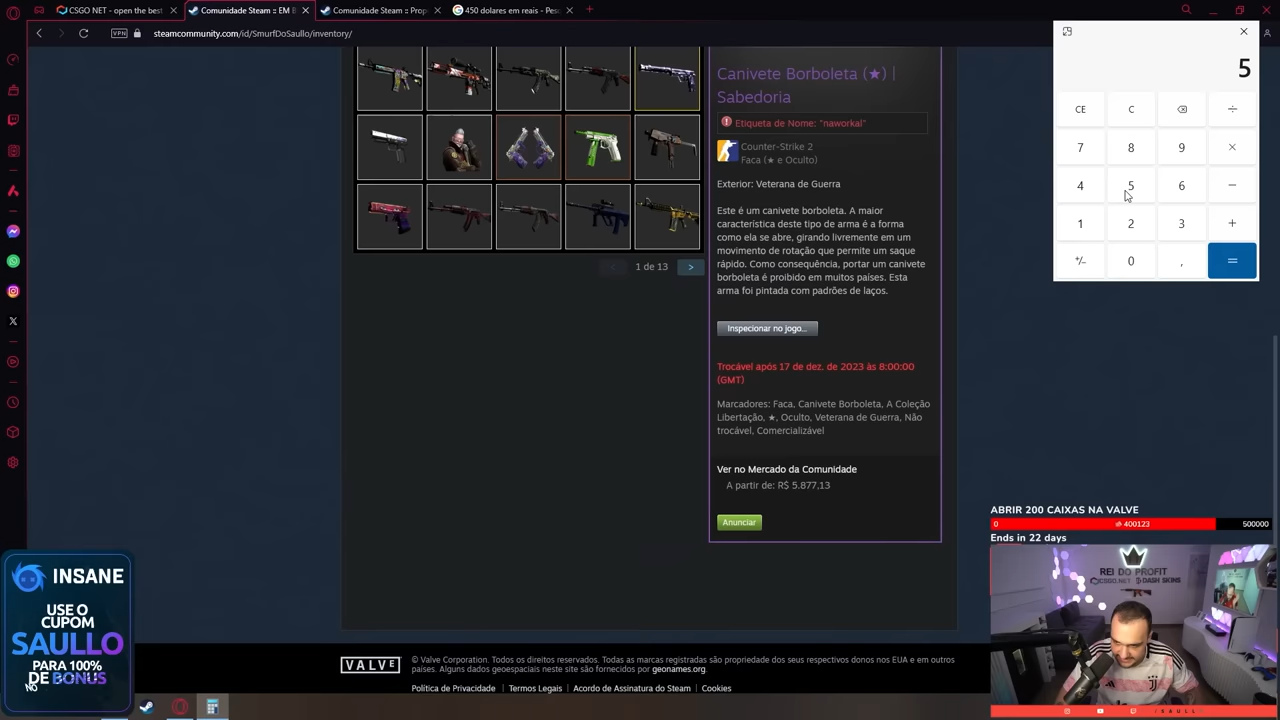 CSGO NET - open the best
Comunidade Steam :: EM B
Comunidade Steam :: Prop
450 dolares em reais - Pes
VPN
steamcommunity.com/id/SmurfDoSaullo/inventory/
1 de 13
Canivete Borboleta (★) |
Sabedoria
Etiqueta de Nome: "naworkal"
Counter-Strike 2
Faca (★ e Oculto)
Exterior: Veterana de Guerra
Este é um canivete borboleta. A maior
característica deste tipo de arma é a forma
como ela se abre, girando livremente em um
movimento de rotação que permite um saque
rápido. Como consequência, portar um canivete
borboleta é proibido em muitos países. Esta
arma foi pintada com padrões de laços.
Inspecionar no jogo...
Trocável após 17 de dez. de 2023 às 8:00:00
(GMT)
Marcadores: Faca, Canivete Borboleta, A Coleção
Libertação, ★, Oculto, Veterana de Guerra, Não
trocável, Comercializável
Ver no Mercado da Comunidade
A partir de: R$ 5.877,13
Anunciar
5
CE C ÷
7 8 9 ×
4 5 6 −
1 2 3 +
+/− 0 , =
ABRIR 200 CAIXAS NA VALVE
0 400123 500000
Ends in 22 days
REI DO PROFIT
CSGO.NET DASH SKINS
SAULL
INSANE
USE O
CUPOM
SAULLO
PARA 100%
DE BONUS
NO
VALVE
© Valve Corporation. Todos os direitos reservados. Todas as marcas registradas são propriedade dos seus respectivos donos nos EUA e em outros
países. Alguns dados geoespaciais neste site são fornecidos por geonames.org.
Política de Privacidade | Termos Legais | Acordo de Assinatura do Steam | Cookies